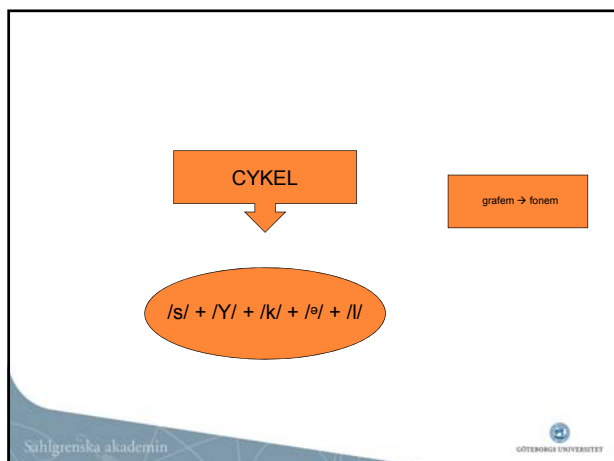 CYKEL
grafem → fonem
/s/ + /Y/ + /k/ + /ᵊ/ + /l/
Sahlgrenska akademin
GÖTEBORGS UNIVERSITET